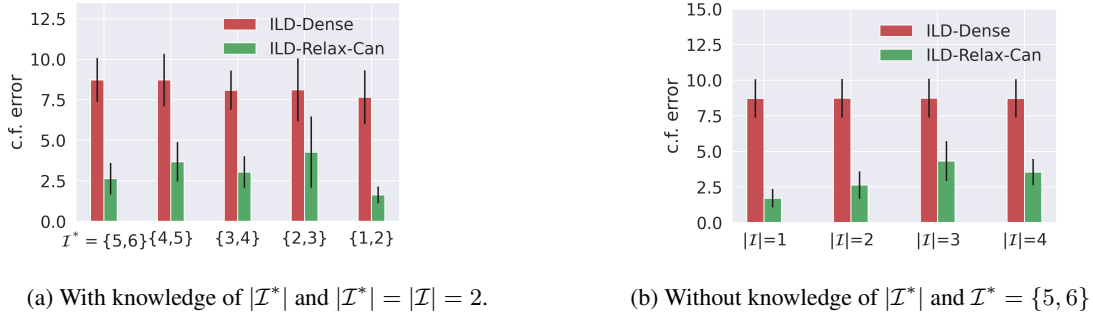 12.5
10.0
7.5
5.0
2.5
0.0
c.f. error
ILD-Dense
ILD-Relax-Can
ℐ* = {5,6} {4,5} {3,4} {2,3} {1,2}
(a) With knowledge of |ℐ*| and |ℐ*| = |ℐ| = 2.
15.0
12.5
10.0
7.5
5.0
2.5
0.0
c.f. error
ILD-Dense
ILD-Relax-Can
|ℐ|=1 |ℐ|=2 |ℐ|=3 |ℐ|=4
(b) Without knowledge of |ℐ*| and ℐ* = {5, 6}